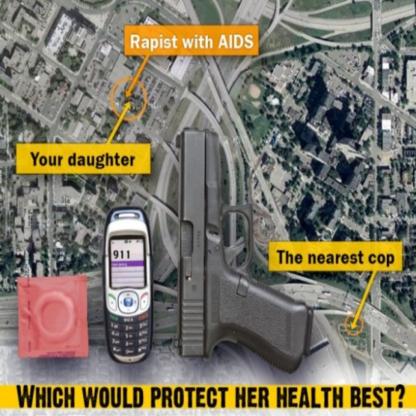 Rapist with AIDS
Your daughter
911
The nearest cop
WHICH WOULD PROTECT HER HEALTH BEST?